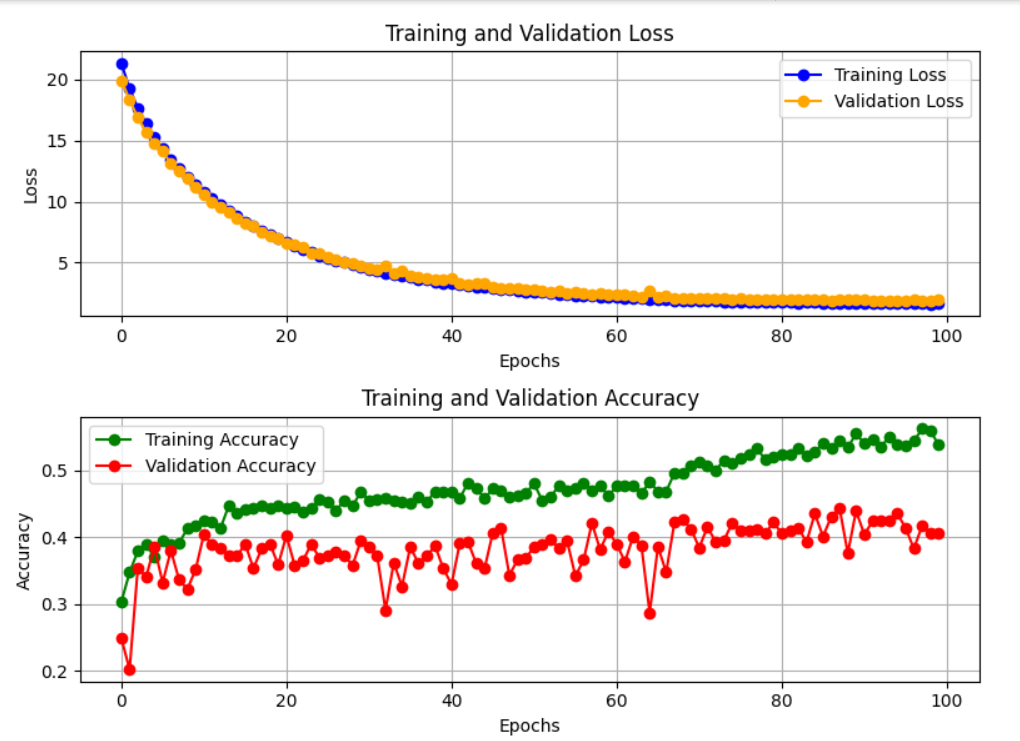 Training and Validation Loss
20
15
10
5
Loss
Training Loss
Validation Loss
0 20 40 60 80 100
Epochs
Training and Validation Accuracy
Training Accuracy
Validation Accuracy
0.5
0.4
0.3
0.2
Accuracy
0 20 40 60 80 100
Epochs